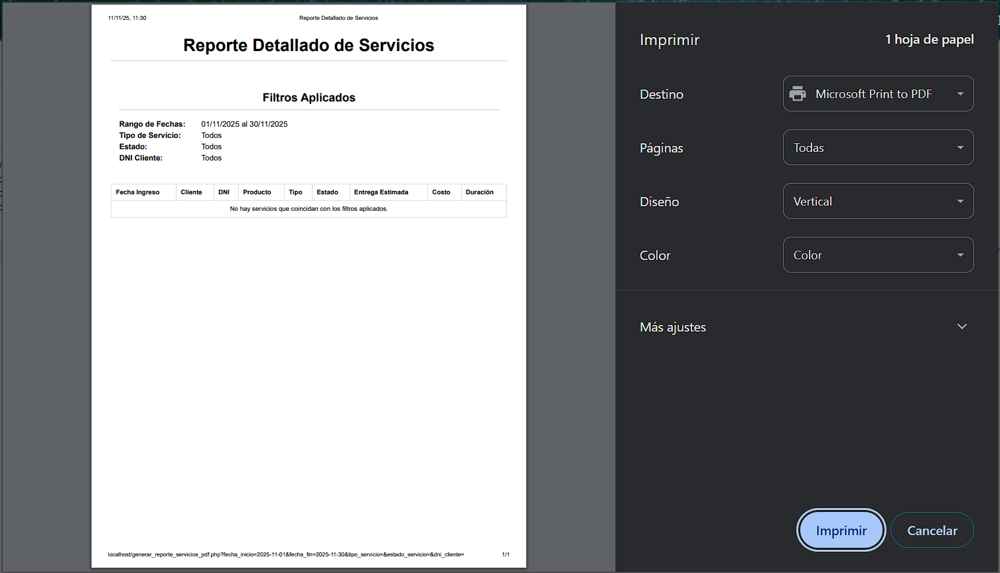 11/11/25, 11:30 Reporte Detallado de Servicios
Reporte Detallado de Servicios
Filtros Aplicados
Rango de Fechas: 01/11/2025 al 30/11/2025
Tipo de Servicio: Todos
Estado: Todos
DNI Cliente: Todos
Fecha Ingreso Cliente DNI Producto Tipo Estado Entrega Estimada Costo Duración
No hay servicios que coincidan con los filtros aplicados.
localhost/generar_reporte_servicios_pdf.php?fecha_inicio=2025-11-01&fecha_fin=2025-11-30&tipo_servicio=&estado_servicio=&dni_cliente= 1/1
Imprimir 1 hoja de papel
Destino Microsoft Print to PDF
Páginas Todas
Diseño Vertical
Color Color
Más ajustes
Imprimir Cancelar